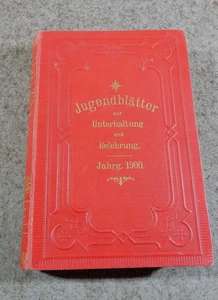 Jugendblätter
zur
Unterhaltung
und
Belehrung.
Jahrg. 1900.